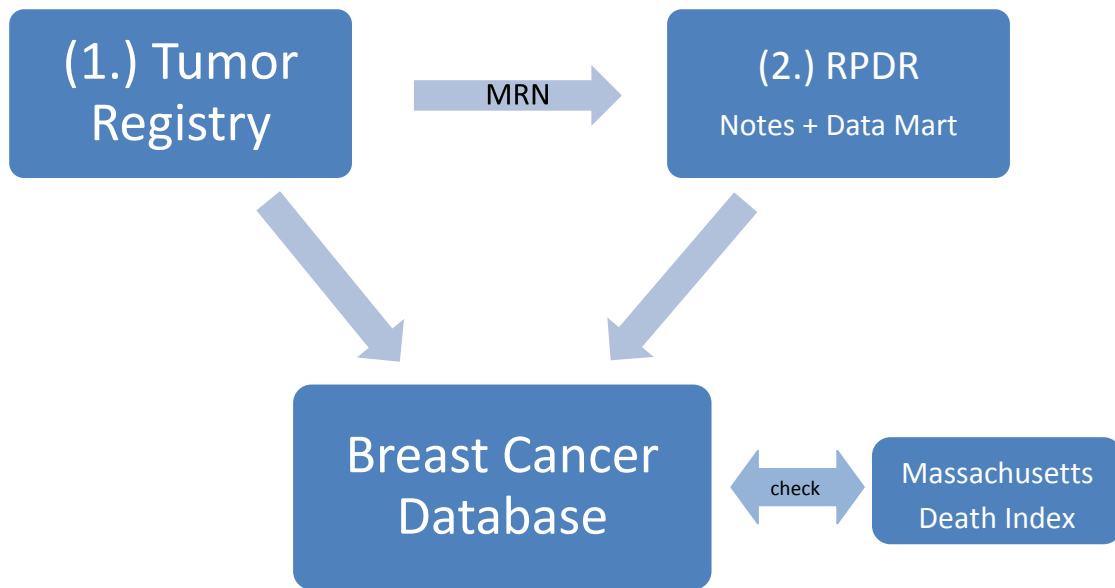 (1.) Tumor
Registry
MRN
(2.) RPDR
Notes + Data Mart
Breast Cancer
Database
check
Massachusetts
Death Index